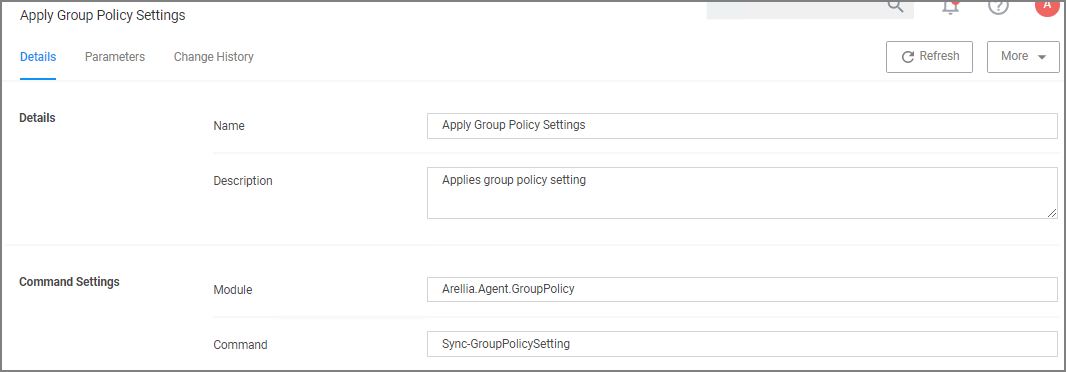 Apply Group Policy Settings
A
Details
Parameters
Change History
Refresh
More
Details
Name
Apply Group Policy Settings
Description
Applies group policy setting
Command Settings
Module
Arellia.Agent.GroupPolicy
Command
Sync-GroupPolicySetting